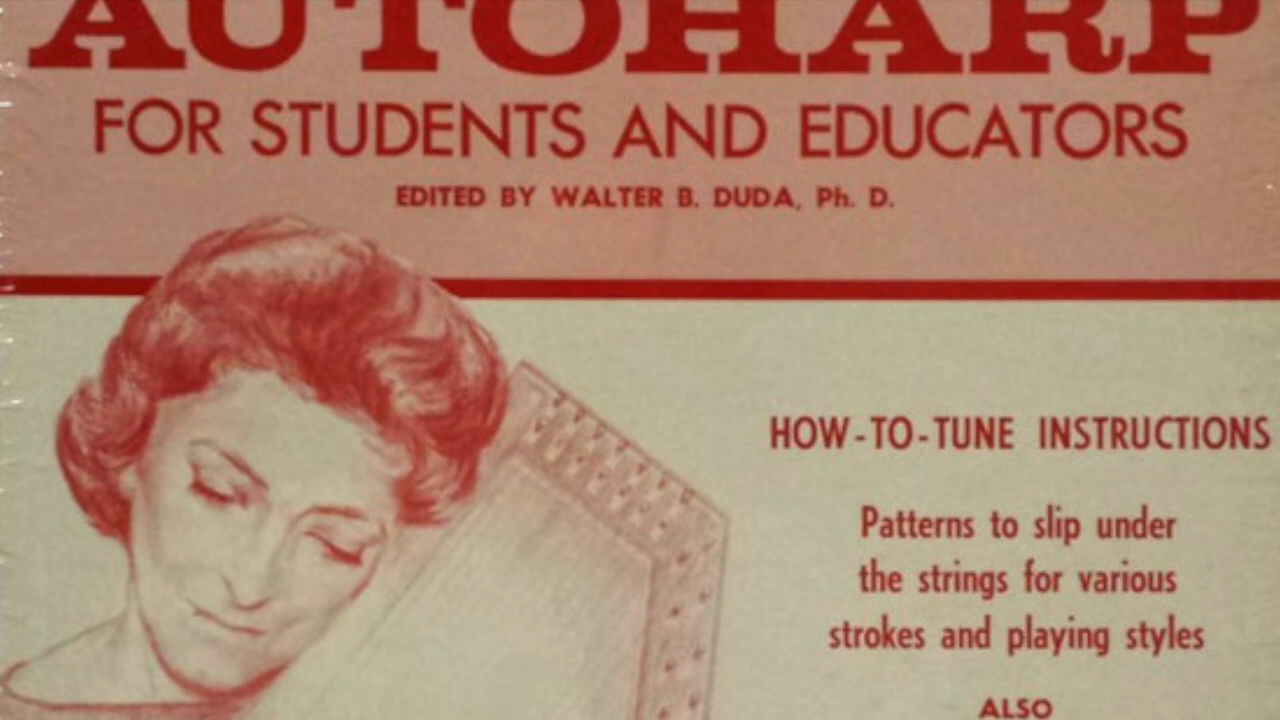 AUTOHARP
FOR STUDENTS AND EDUCATORS
EDITED BY WALTER B. DUDA, Ph. D.
HOW-TO-TUNE INSTRUCTIONS
Patterns to slip under
the strings for various
strokes and playing styles
ALSO